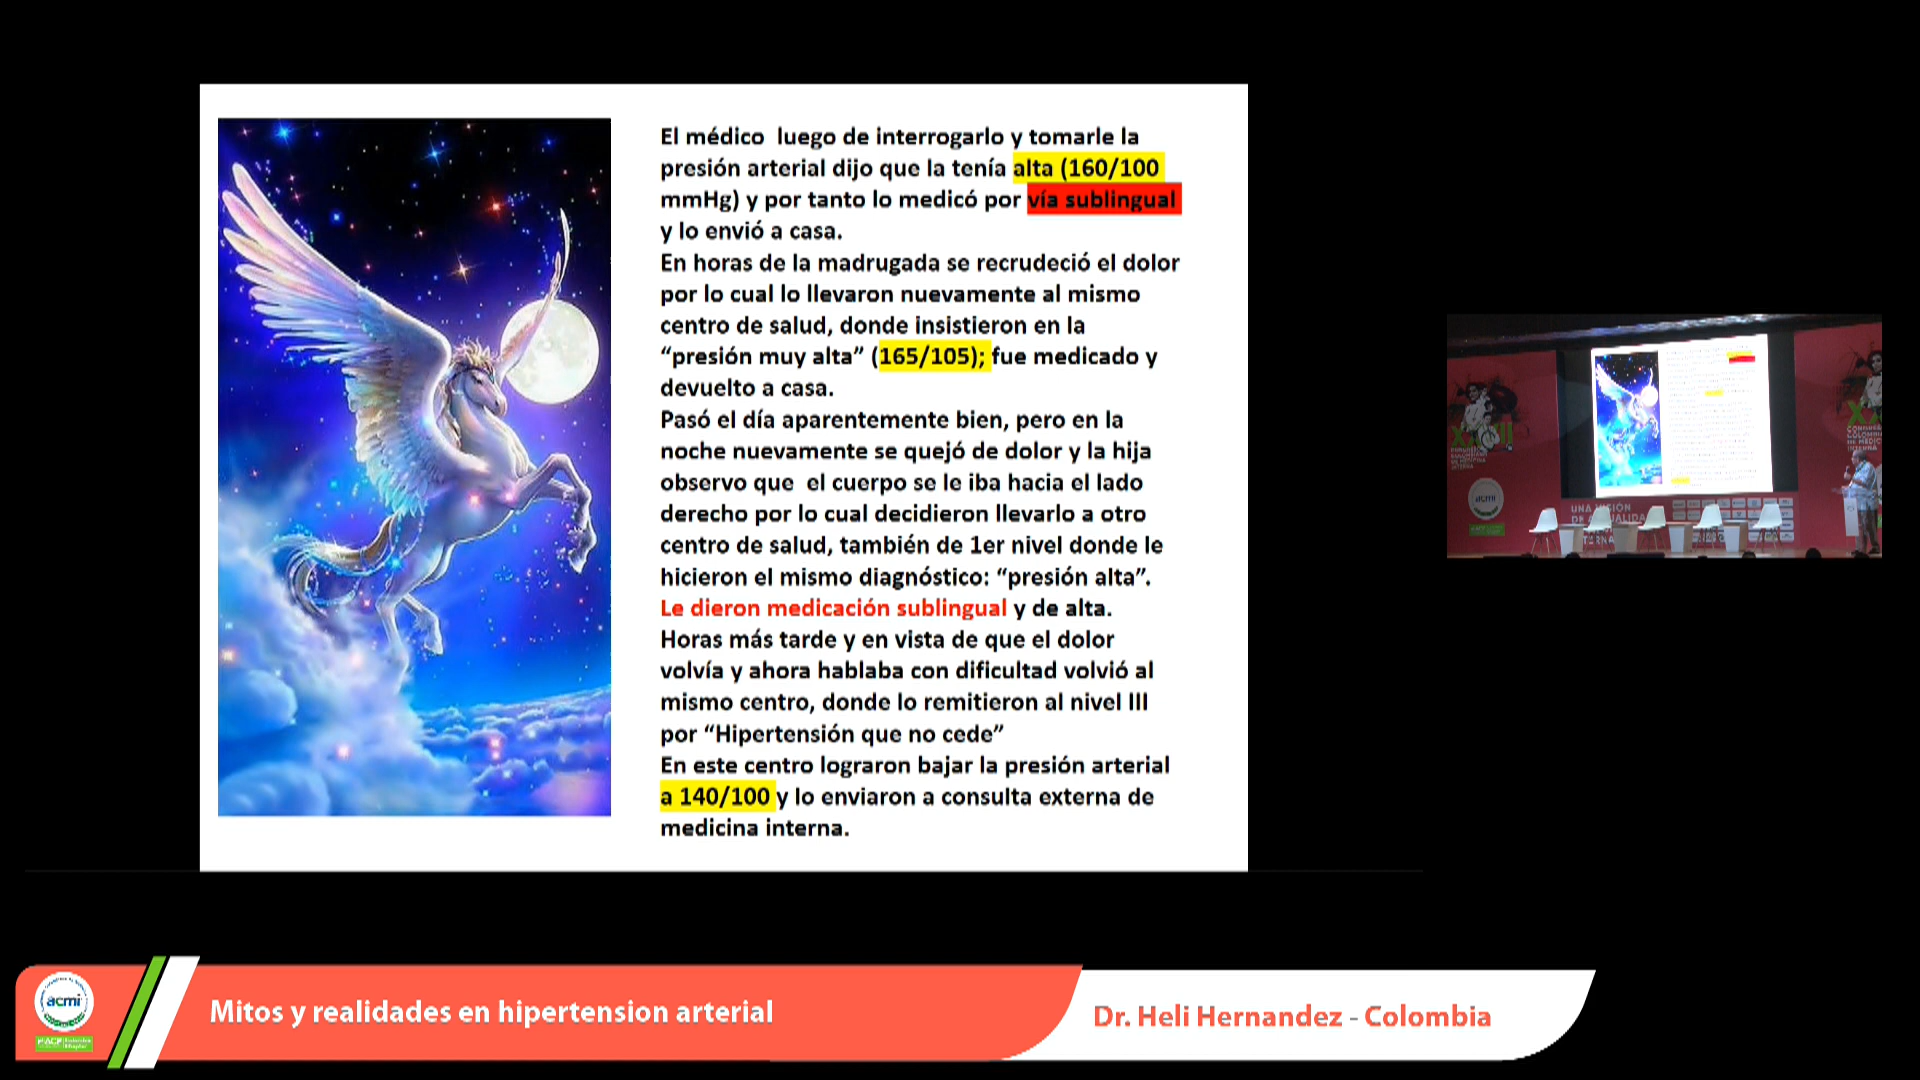 El médico luego de interrogarlo y tomarle la
presión arterial dijo que la tenía alta (160/100
mmHg) y por tanto lo medicó por vía sublingual
y lo envió a casa.
En horas de la madrugada se recrudeció el dolor
por lo cual lo llevaron nuevamente al mismo
centro de salud, donde insistieron en la
“presión muy alta” (165/105); fue medicado y
devuelto a casa.
Pasó el día aparentemente bien, pero en la
noche nuevamente se quejó de dolor y la hija
observo que el cuerpo se le iba hacia el lado
derecho por lo cual decidieron llevarlo a otro
centro de salud, también de 1er nivel donde le
hicieron el mismo diagnóstico: “presión alta”.
Le dieron medicación sublingual y de alta.
Horas más tarde y en vista de que el dolor
volvía y ahora hablaba con dificultad volvió al
mismo centro, donde lo remitieron al nivel III
por “Hipertensión que no cede”
En este centro lograron bajar la presión arterial
a 140/100 y lo enviaron a consulta externa de
medicina interna.
acmi
UNA VISIÓN
acmi
ACP
Mitos y realidades en hipertension arterial
Dr. Heli Hernandez - Colombia